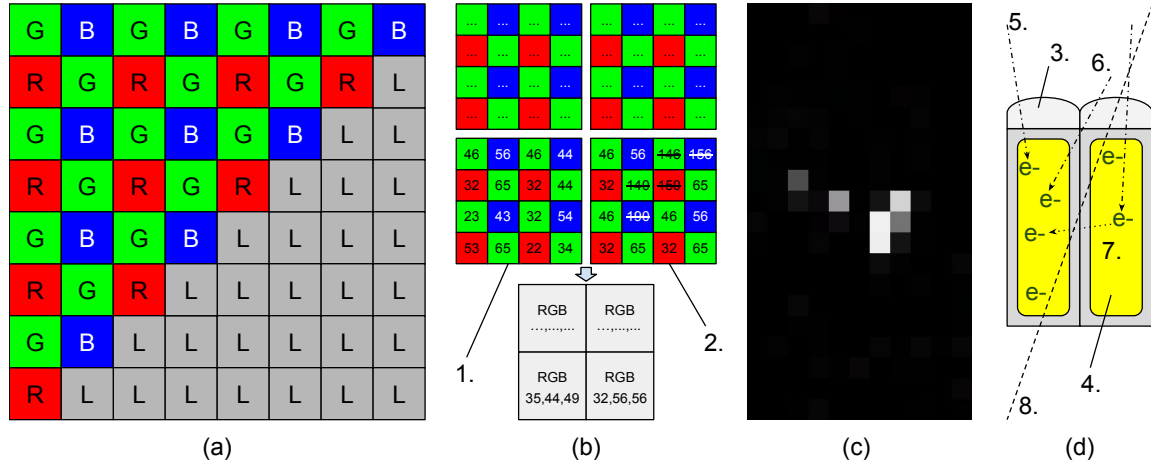 G B G B G B G B
R G R G R G R L
G B G B G B L L
R G R G R L L L
G B G B L L L L
R G R L L L L L
G B L L L L L L
R L L L L L L L
(a)
... ... ... ...
... ... ... ...
... ... ... ...
... ... ... ...
... ... ... ...
... ... ... ...
... ... ... ...
... ... ... ...
46 56 46 44
32 65 32 44
23 43 32 54
53 65 22 34
46 56 146 156
32 140 150 65
46 190 46 56
32 65 32 65
1.
2.
RGB
...,...,...
RGB
...,...,...
RGB
35,44,49
RGB
32,56,56
(b)
(c)
5.
3.
6.
e-
e-
e-
e-
e-
e-
e-
7.
4.
8.
(d)